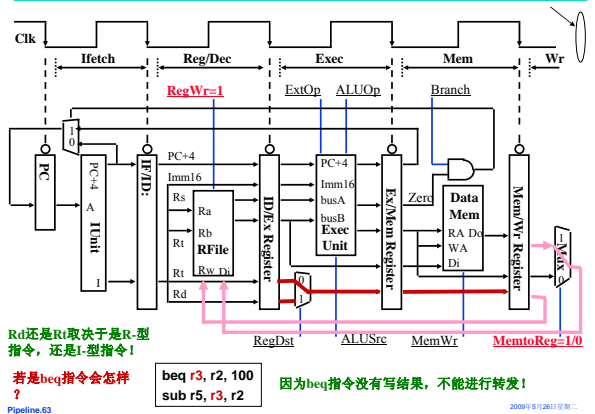 Clk
Ifetch
Reg/Dec
Exec
Mem
Wr
RegWr=1
ExtOp
ALUOp
Branch
1
0
PC
PC+4
A
IUnit
I
IF/ID:
PC+4
Imm16
Rs
Ra
Rb
Rt
RFile
Rw Di
Rt
Rd
ID/Ex Register
0
1
PC+4
Imm16
busA
busB
Exec
Unit
Ex/Mem Register
Zero
Data
Mem
RA Do
WA
Di
Mem/Wr Register
1
Mux
0
RegDst
ALUSrc
MemWr
MemtoReg=1/0
Rd还是Rt取决于是R-型
指令，还是I-型指令！
若是beq指令会怎样
？
beq r3, r2, 100
sub r5, r3, r2
因为beq指令没有写结果，不能进行转发！
Pipeline.63
2009年5月26日星期二